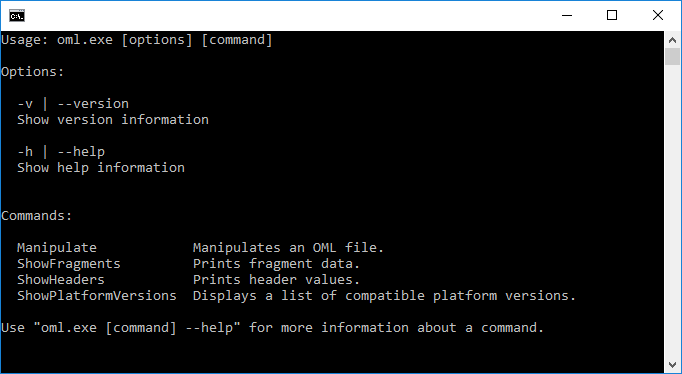 C:\.
Usage: oml.exe [options] [command]
Options:
-v | --version
Show version information
-h | --help
Show help information
Commands:
Manipulate Manipulates an OML file.
ShowFragments Prints fragment data.
ShowHeaders Prints header values.
ShowPlatformVersions Displays a list of compatible platform versions.
Use "oml.exe [command] --help" for more information about a command.